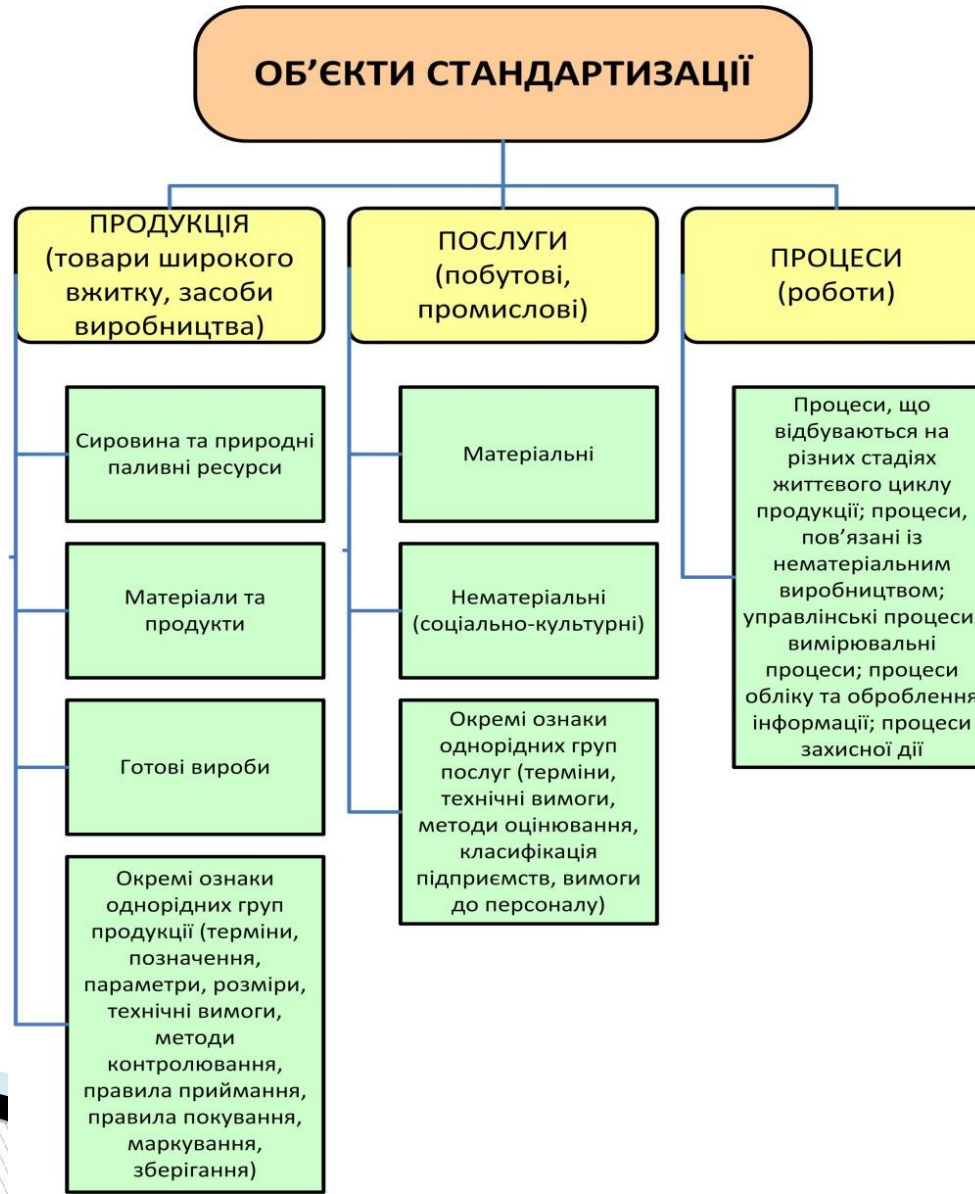 ОБ’ЄКТИ СТАНДАРТИЗАЦІЇ
ПРОДУКЦІЯ
(товари широкого
вжитку, засоби
виробництва)
Сировина та природні
паливні ресурси
Матеріали та
продукти
Готові вироби
Окремі ознаки
однорідних груп
продукції (терміни,
позначення,
параметри, розміри,
технічні вимоги,
методи
контролювання,
правила приймання,
правила покування,
маркування,
зберігання)
ПОСЛУГИ
(побутові,
промислові)
Матеріальні
Нематеріальні
(соціально-культурні)
Окремі ознаки
однорідних груп
послуг (терміни,
технічні вимоги,
методи оцінювання,
класифікація
підприємств, вимоги
до персоналу)
ПРОЦЕСИ
(роботи)
Процеси, що
відбуваються на
різних стадіях
життєвого циклу
продукції; процеси,
пов’язані із
нематеріальним
виробництвом;
управлінські процеси
вимірювальні
процеси; процеси
обліку та оброблення
інформації; процеси
захисної дії